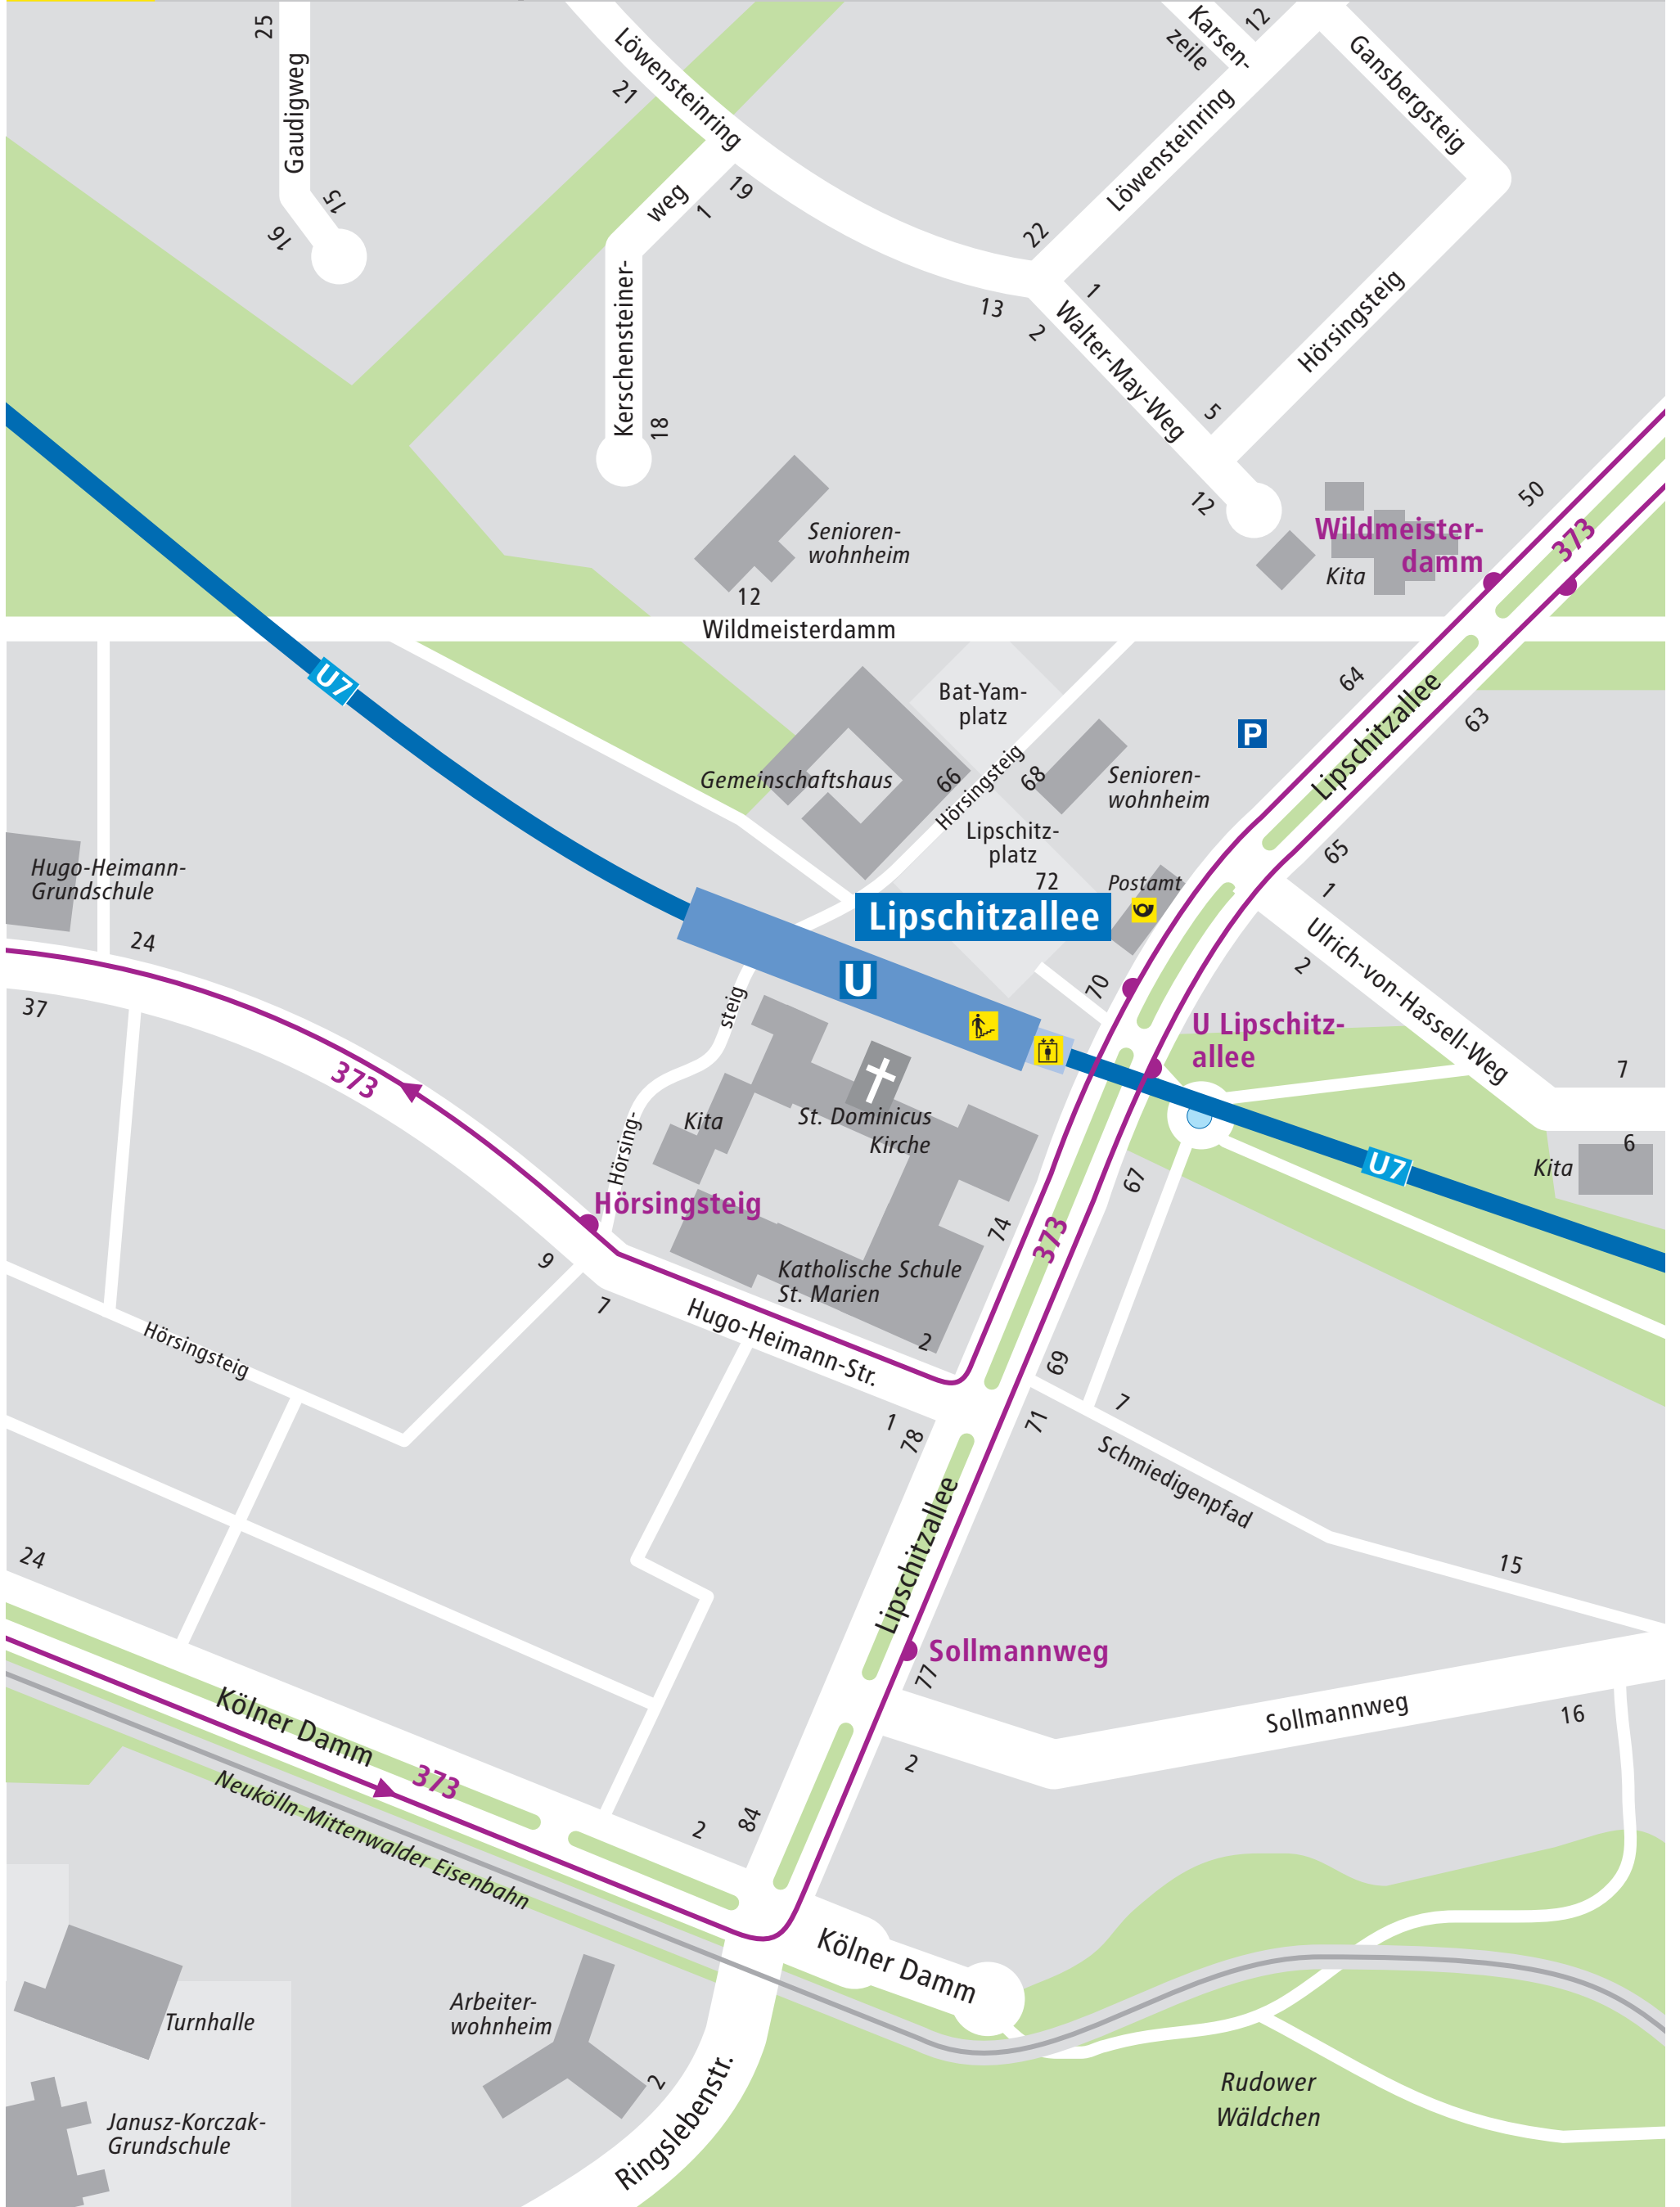 25
Gaudigweg
15
16
Löwensteinring
21
19
weg
1
Kerschensteiner-
18
Karsen-
zeile
12
Gansbergsteig
Löwensteinring
22
13
1
2
Walter-May-Weg
5
12
Hörsingsteig
Senioren-
wohnheim
12
Wildmeisterdamm
Wildmeister-
damm
Kita
50
373
U7
64
63
Lipschitzallee
Bat-Yam-
platz
P
Gemeinschaftshaus
66
Hörsingsteig
68
Senioren-
wohnheim
Lipschitz-
platz
72
Postamt
65
1
2
Ulrich-von-Hassell-Weg
7
6
Kita
Hugo-Heimann-
Grundschule
24
37
Lipschitzallee
U
70
U Lipschitz-
allee
U7
373
steig
Hörsing-
Kita
St. Dominicus
Kirche
67
Hörsingsteig
74
373
9
7
Katholische Schule
St. Marien
2
Hugo-Heimann-Str.
Hörsingsteig
1
78
69
71
7
Schmiedigenpfad
15
Lipschitzallee
24
Sollmannweg
77
Sollmannweg
16
2
Kölner Damm
373
Neukölln-Mittenwalder Eisenbahn
2
84
Kölner Damm
Turnhalle
Arbeiter-
wohnheim
2
Ringslebenstr.
Janusz-Korczak-
Grundschule
Rudower
Wäldchen